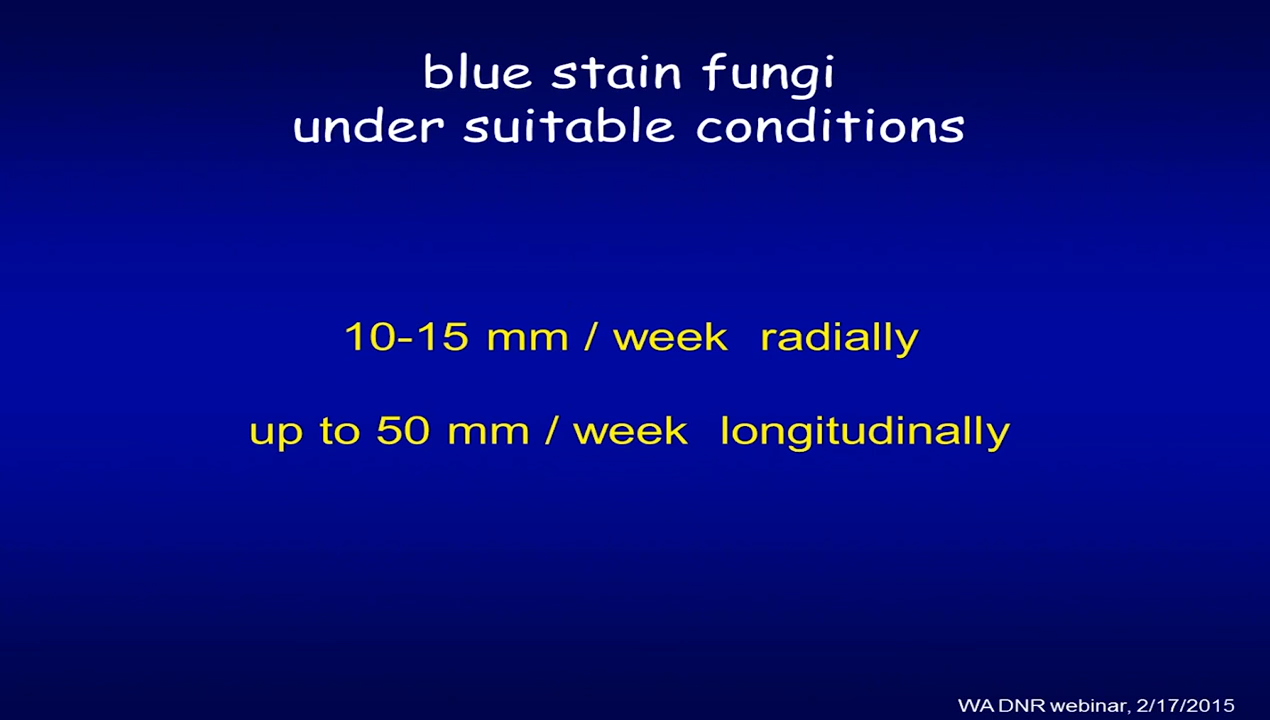 blue stain fungi
under suitable conditions
10-15 mm / week radially
up to 50 mm / week longitudinally
WA DNR webinar, 2/17/2015